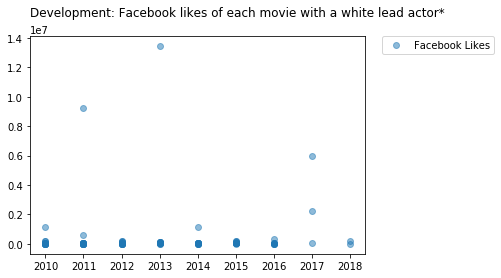 Development: Facebook likes of each movie with a white lead actor*
1e7
Facebook Likes
1.4
1.2
1.0
0.8
0.6
0.4
0.2
0.0
2010 2011 2012 2013 2014 2015 2016 2017 2018